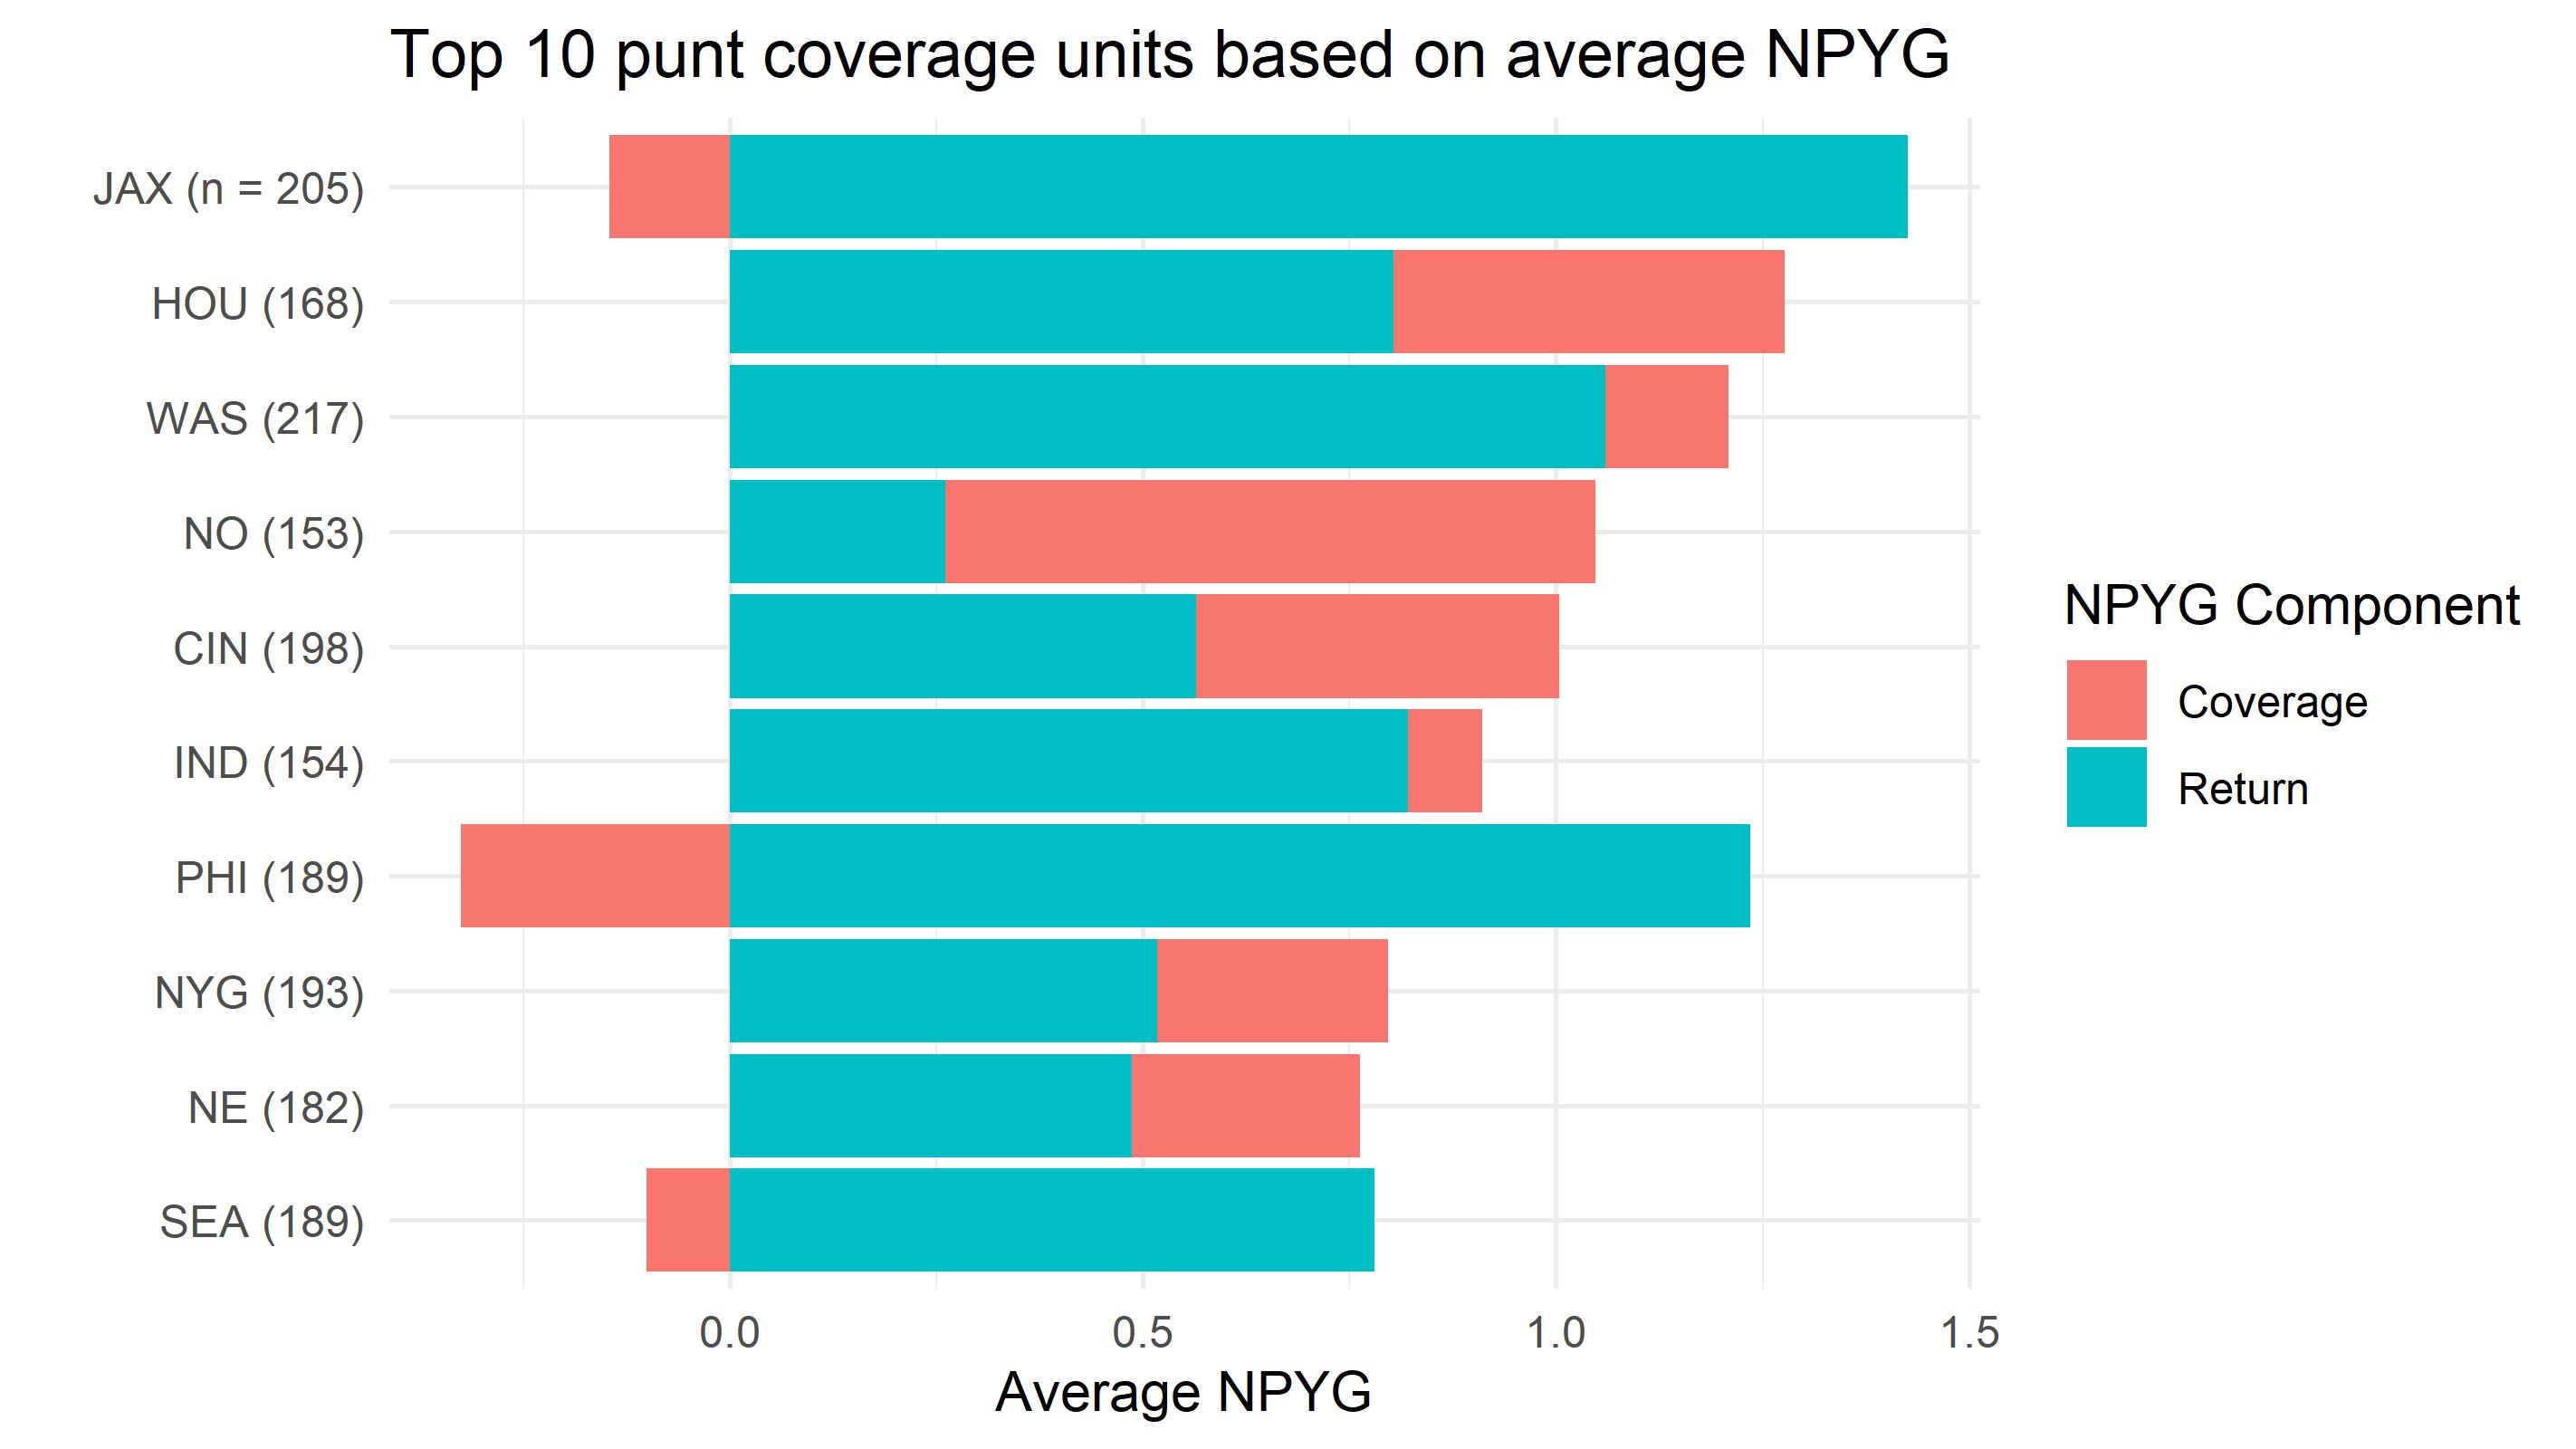 Top 10 punt coverage units based on average NPYG
JAX (n = 205)
HOU (168)
WAS (217)
NO (153)
CIN (198)
IND (154)
PHI (189)
NYG (193)
NE (182)
SEA (189)
0.0
0.5
1.0
1.5
Average NPYG
NPYG Component
Coverage
Return